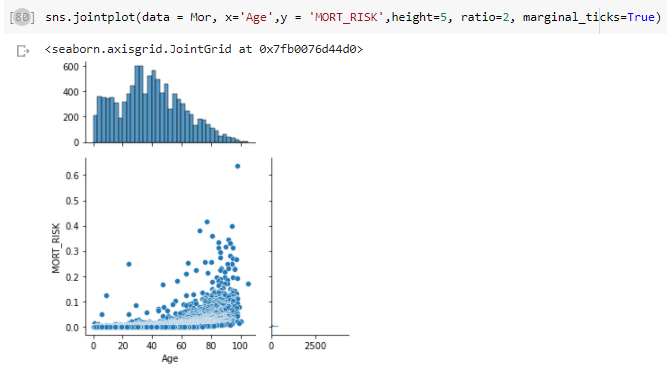 [80] sns.jointplot(data = Mor, x='Age',y = 'MORT_RISK',height=5, ratio=2, marginal_ticks=True)
<seaborn.axisgrid.JointGrid at 0x7fb0076d44d0>
600
400
200
0
0.6
0.5
0.4
0.3
0.2
0.1
0.0
MORT_RISK
0 20 40 60 80 100
Age
0 2500